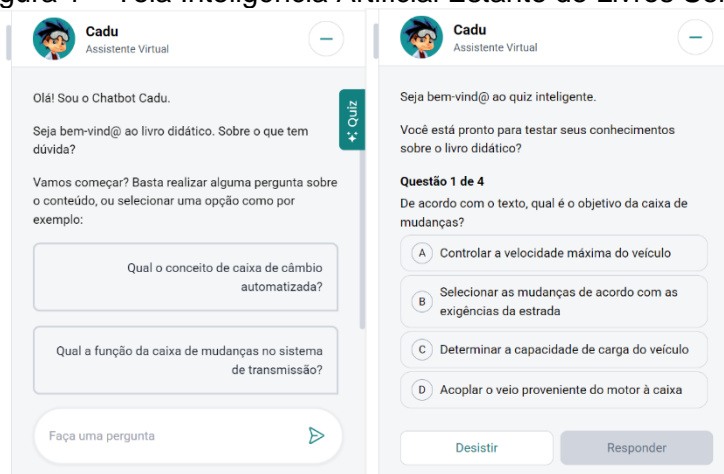 Cadu
Assistente Virtual
Olá! Sou o Chatbot Cadu.
Seja bem-vind@ ao livro didático. Sobre o que tem
dúvida?
Vamos começar? Basta realizar alguma pergunta sobre
o conteúdo, ou selecionar uma opção como por
exemplo:
Qual o conceito de caixa de câmbio
automatizada?
Qual a função da caixa de mudanças no sistema
de transmissão?
Faça uma pergunta
Quiz
Cadu
Assistente Virtual
Seja bem-vind@ ao quiz inteligente.
Você está pronto para testar seus conhecimentos
sobre o livro didático?
Questão 1 de 4
De acordo com o texto, qual é o objetivo da caixa de
mudanças?
A Controlar a velocidade máxima do veículo
B Selecionar as mudanças de acordo com as
exigências da estrada
C Determinar a capacidade de carga do veículo
D Acoplar o veio proveniente do motor à caixa
Desistir
Responder